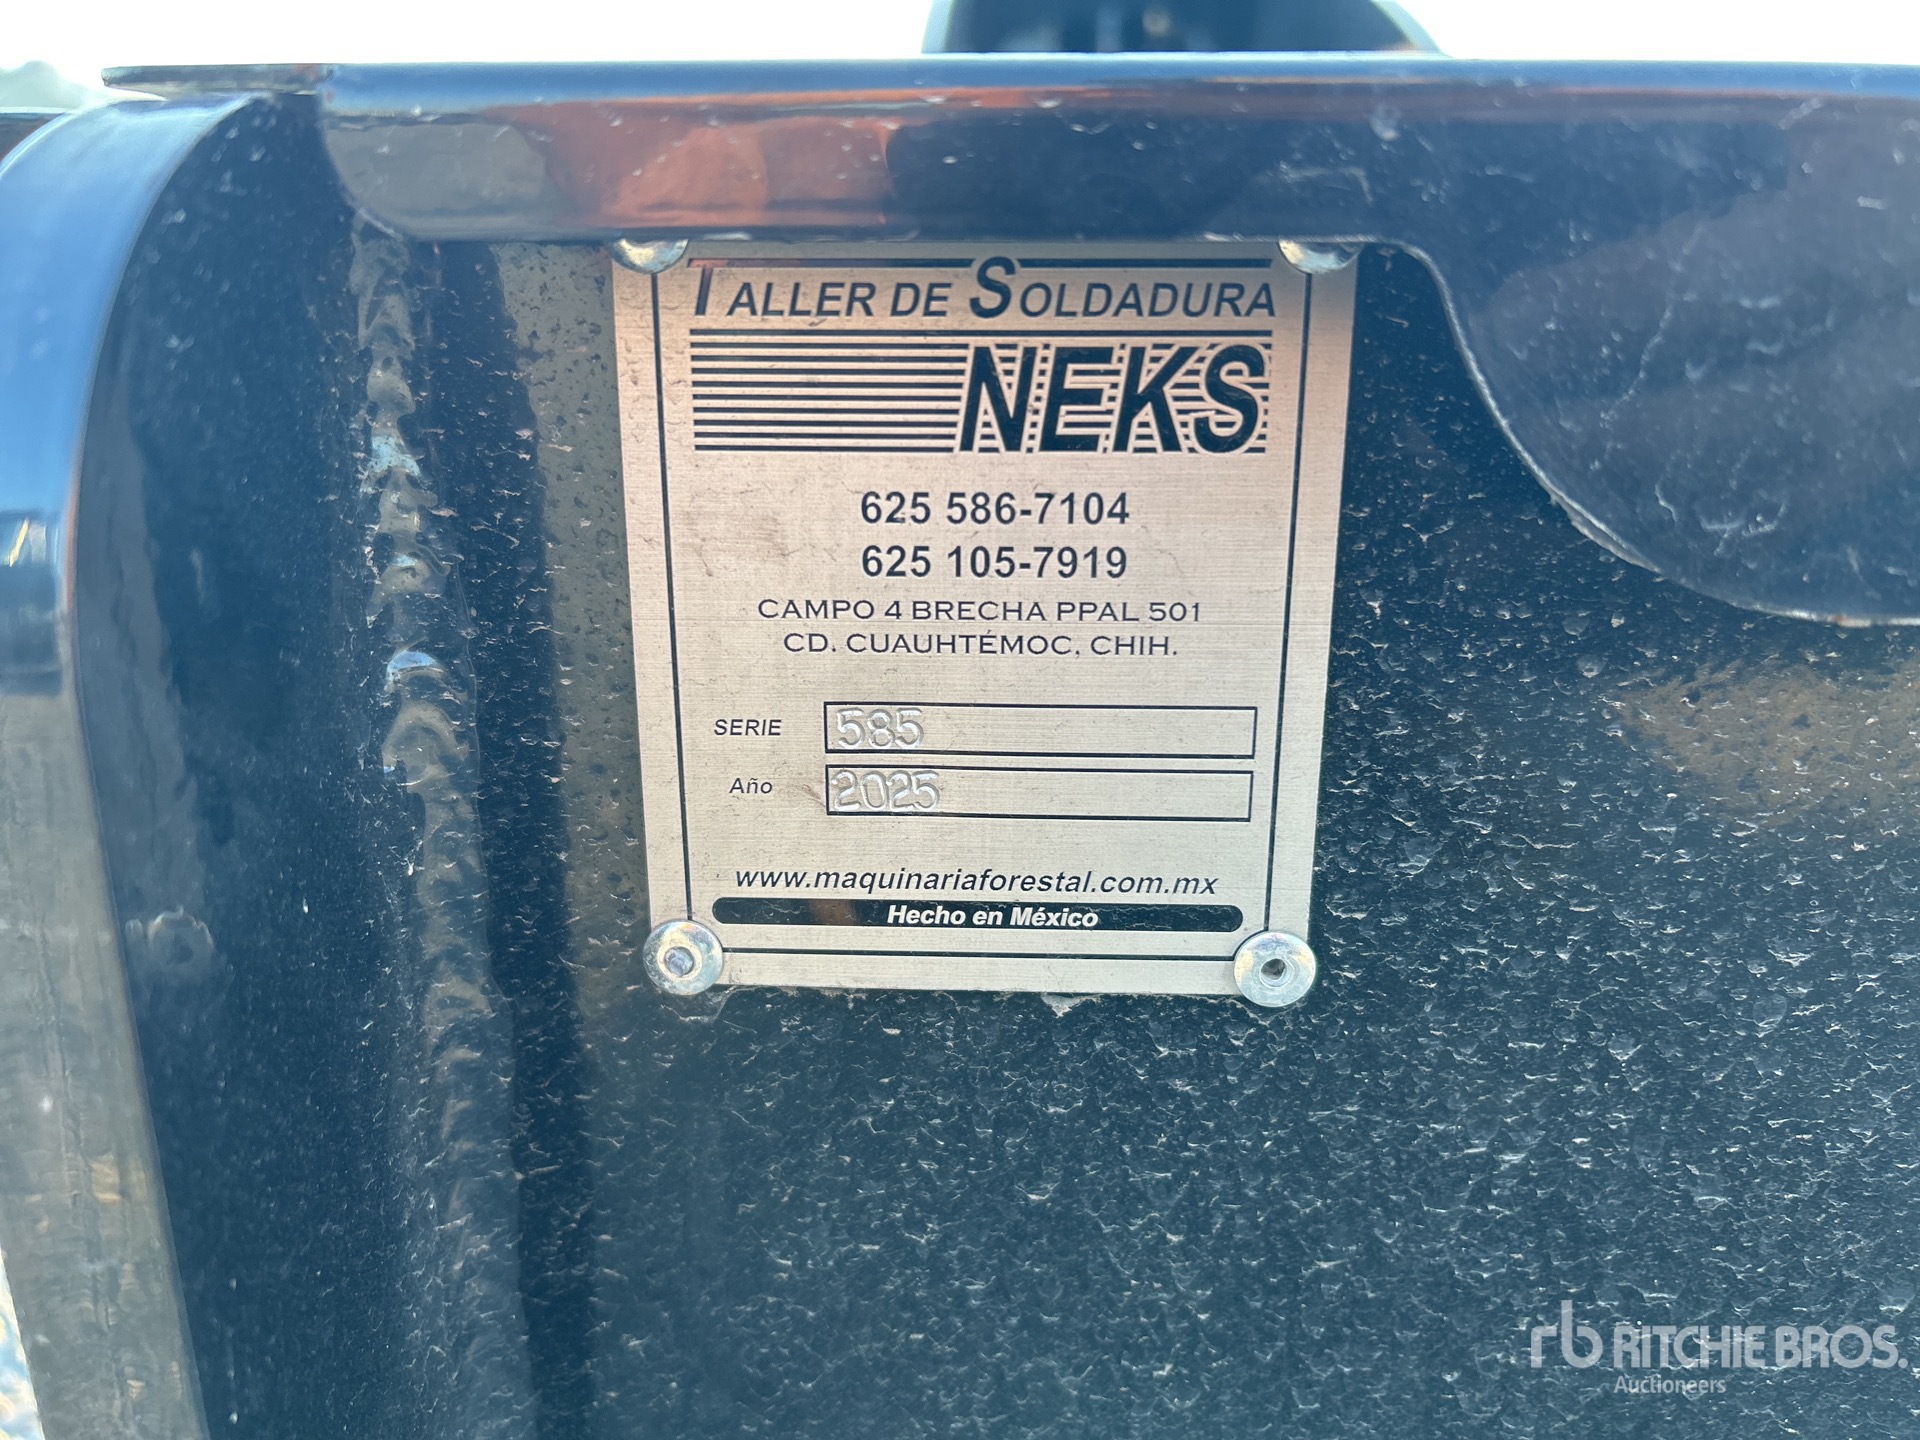 TALLER DE SOLDADURA
NEKS
625 586-7104
625 105-7919
CAMPO 4 BRECHA PPAL 501
CD. CUAUHTÉMOC, CHIH.
SERIE 585
Año 2025
www.maquinariaforestal.com.mx
Hecho en México
rb RITCHIE BROS.
Auctioneers